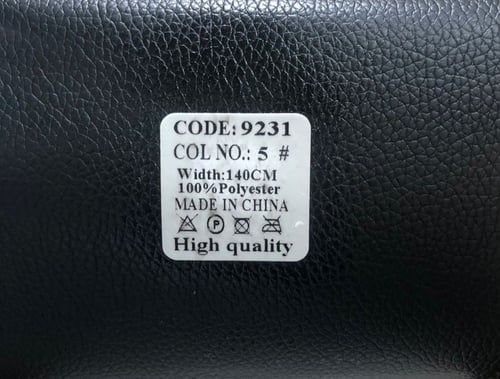 CODE: 9231
COL NO.: 5 #
Width:140CM
100%Polyester
MADE IN CHINA
P
High quality